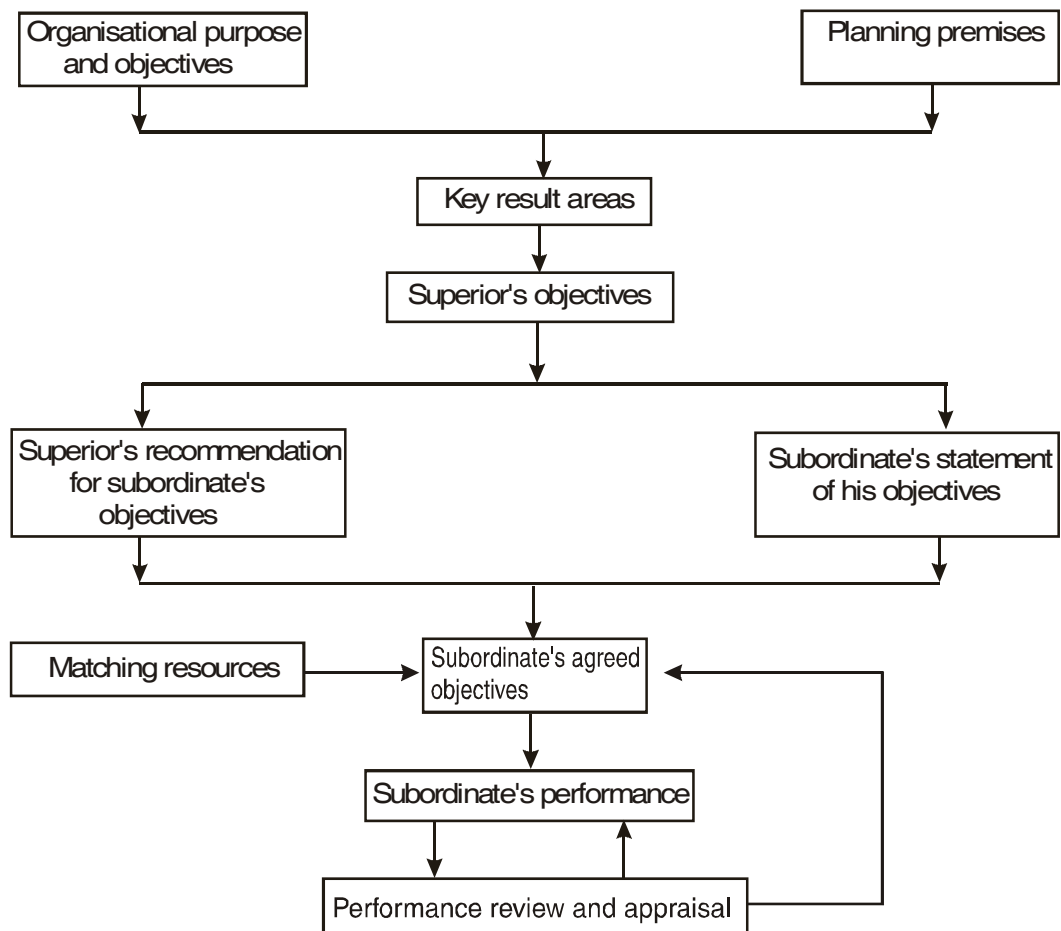 Organisational purpose
and objectives
Planning premises
Key result areas
Superior's objectives
Superior's recommendation
for subordinate's
objectives
Subordinate's statement
of his objectives
Matching resources
Subordinate's agreed
objectives
Subordinate's performance
Performance review and appraisal